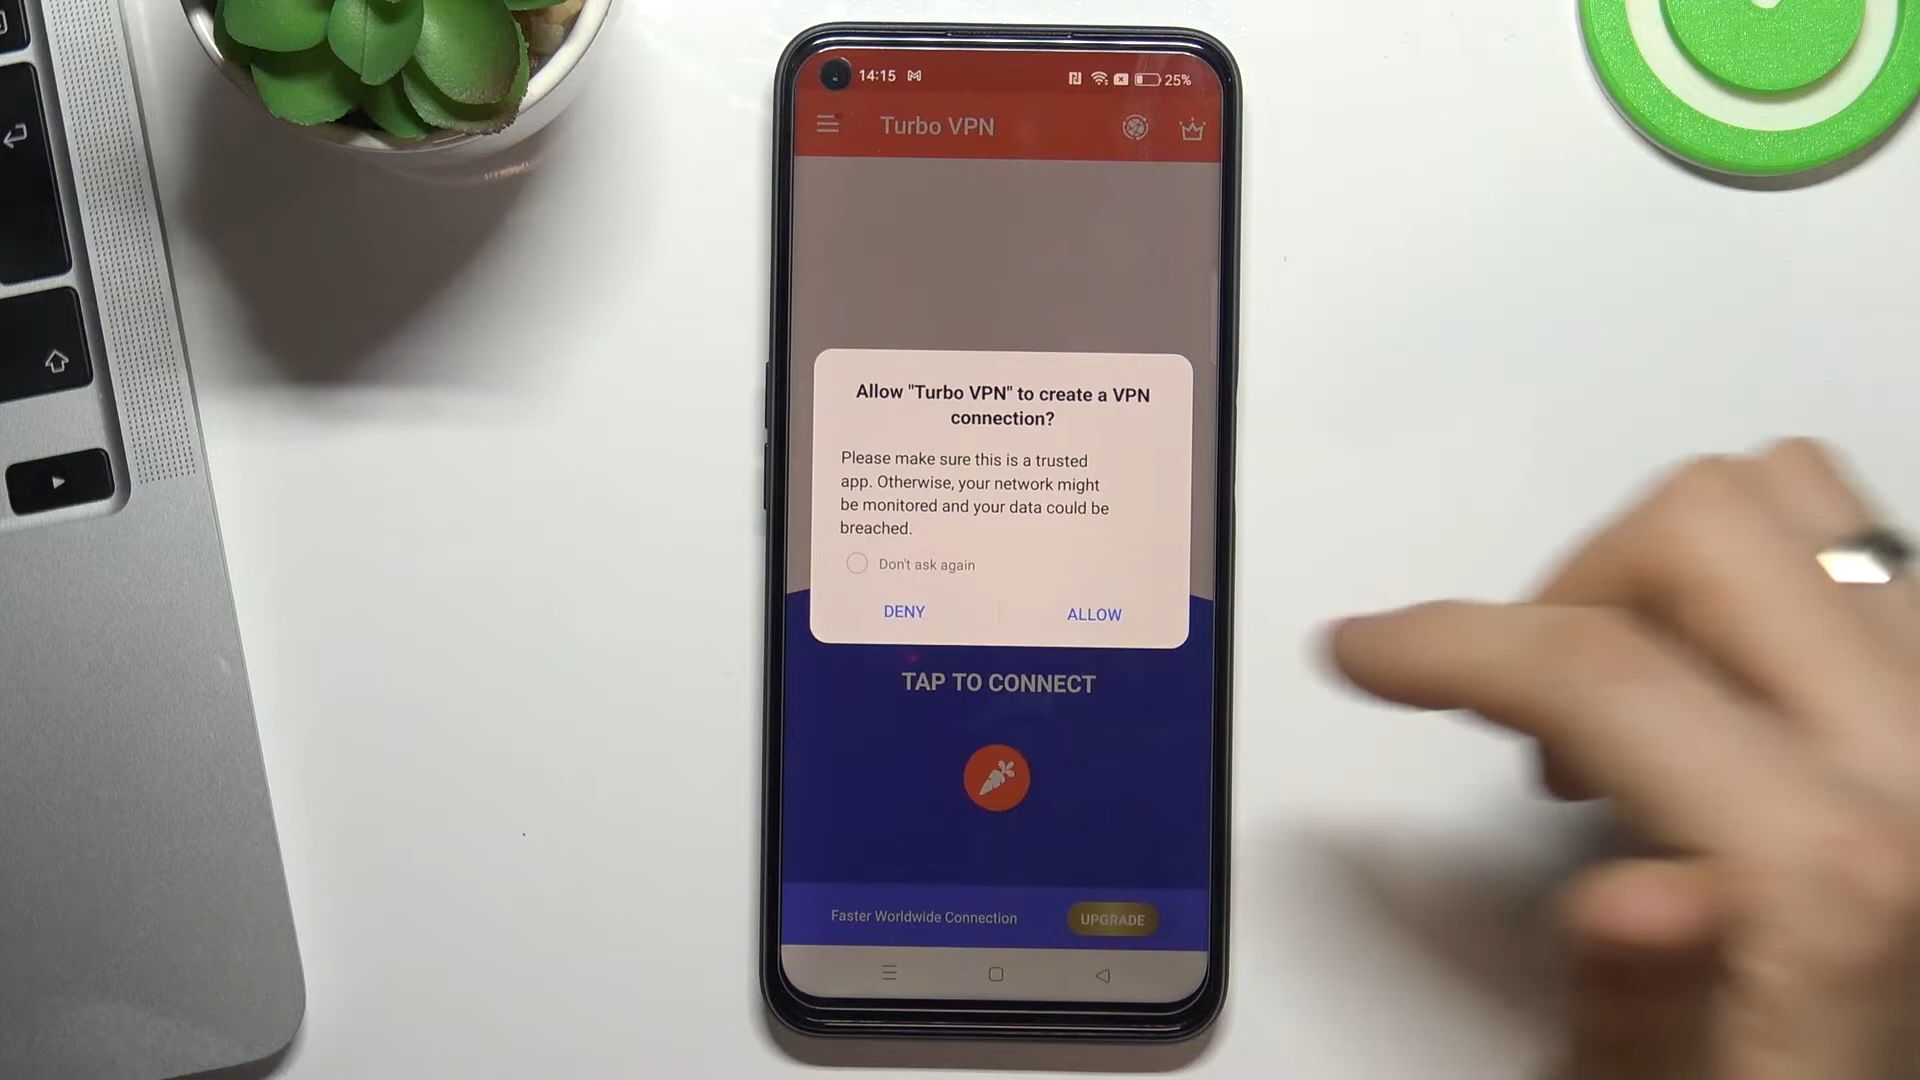 14:15
25%
Turbo VPN
Allow "Turbo VPN" to create a VPN
connection?
Please make sure this is a trusted
app. Otherwise, your network might
be monitored and your data could be
breached.
Don't ask again
DENY
ALLOW
TAP TO CONNECT
Faster Worldwide Connection
UPGRADE